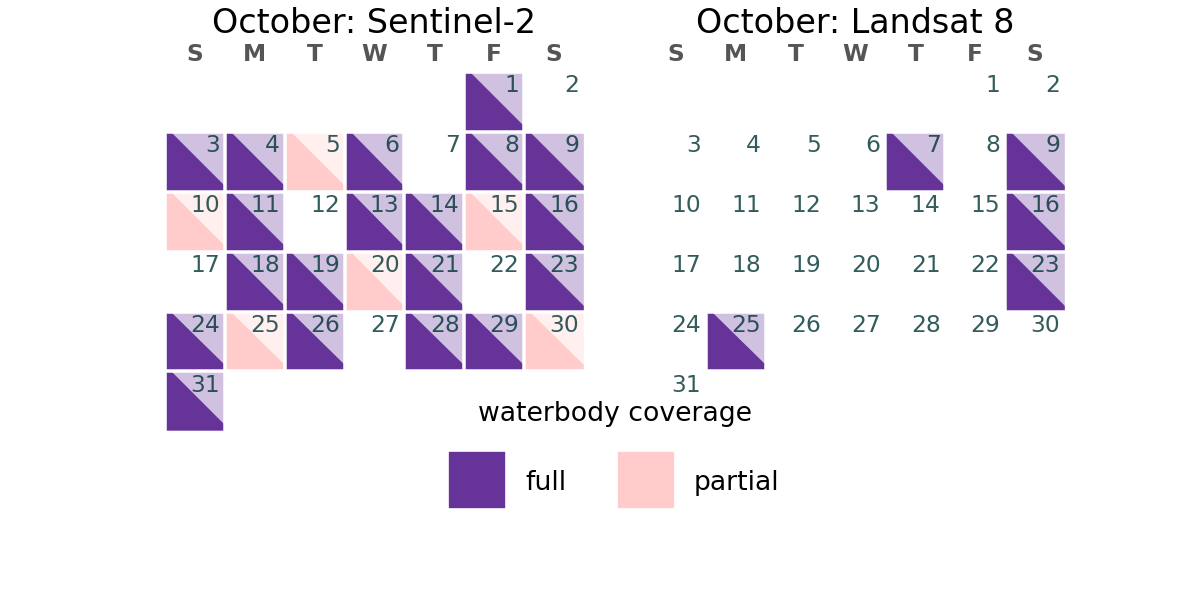 October: Sentinel-2
S M T W T F S
1 2
3 4 5 6 7 8 9
10 11 12 13 14 15 16
17 18 19 20 21 22 23
24 25 26 27 28 29 30
31
October: Landsat 8
S M T W T F S
1 2
3 4 5 6 7 8 9
10 11 12 13 14 15 16
17 18 19 20 21 22 23
24 25 26 27 28 29 30
31
waterbody coverage
full partial